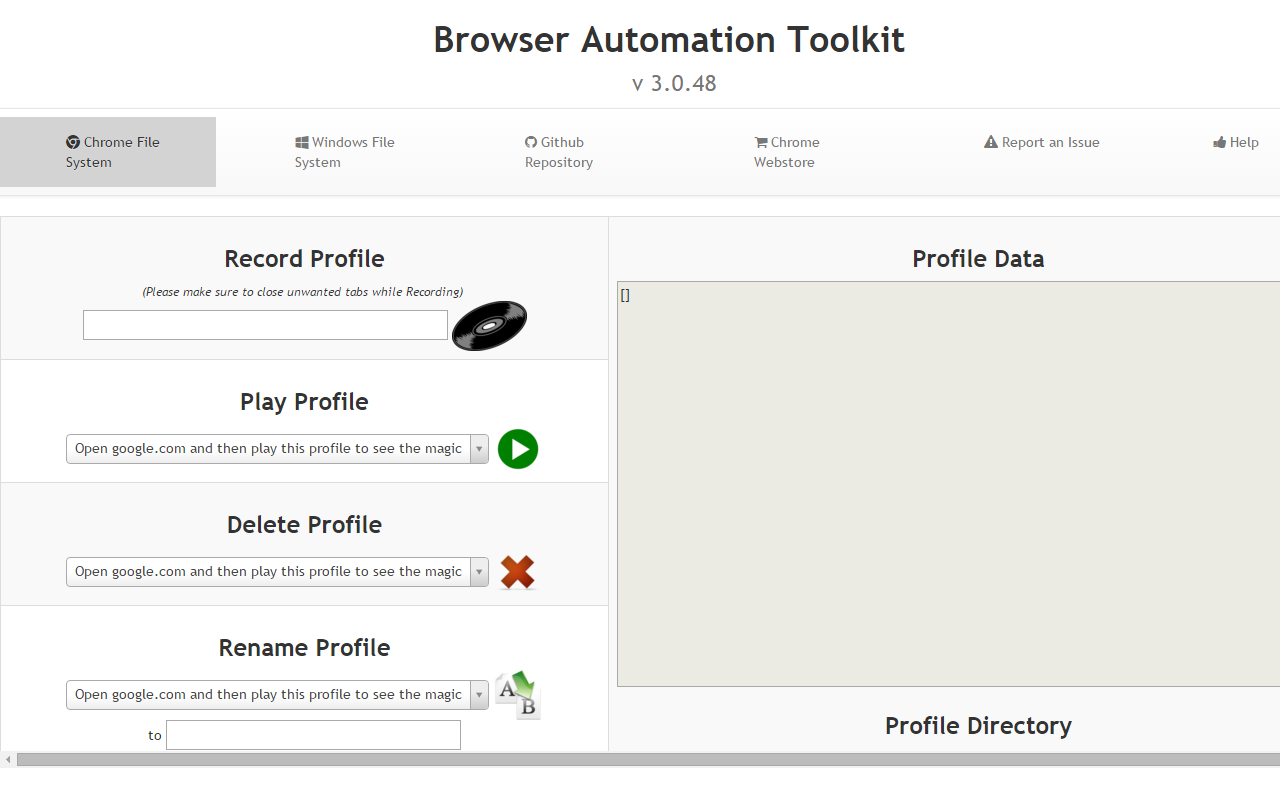 Browser Automation Toolkit
v 3.0.48
Chrome File
System
Windows File
System
Github
Repository
Chrome
Webstore
Report an Issue
Help
Record Profile
(Please make sure to close unwanted tabs while Recording)
Play Profile
Open google.com and then play this profile to see the magic
Delete Profile
Open google.com and then play this profile to see the magic
Rename Profile
Open google.com and then play this profile to see the magic
A
B
to
Profile Data
[]
Profile Directory